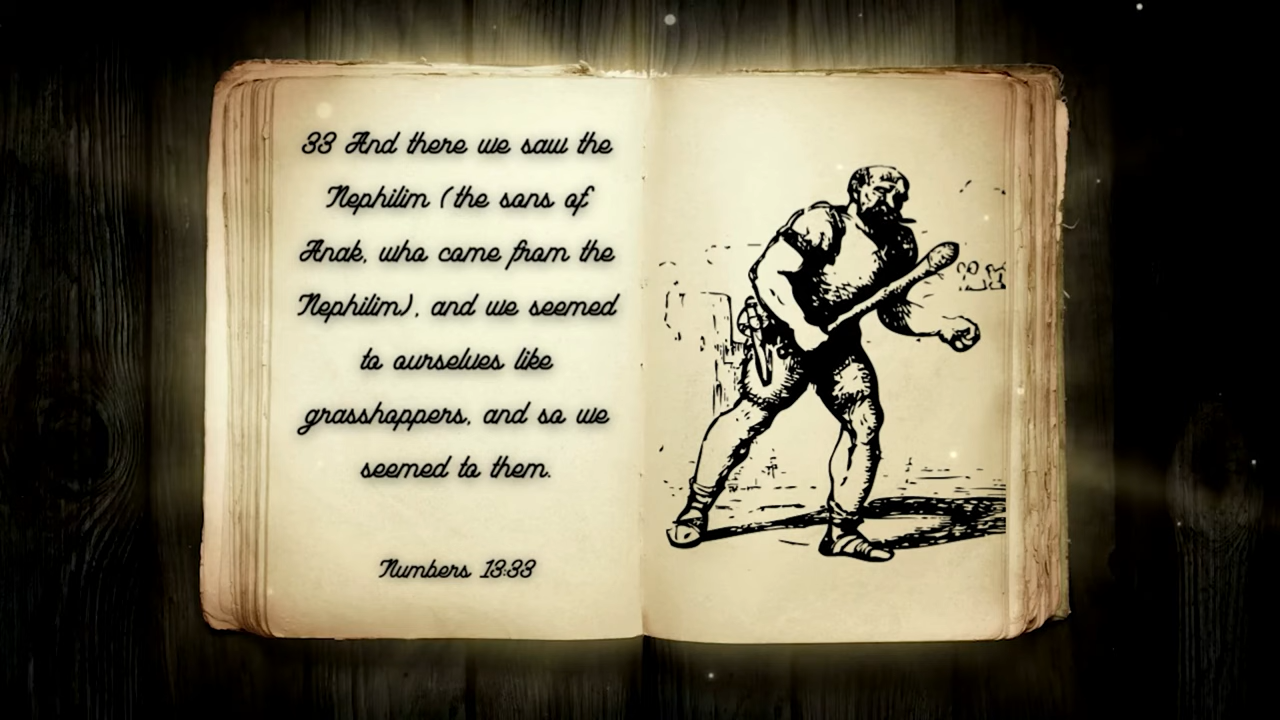 33 And there we saw the
Nephilim (the sons of
Anak, who come from the
Nephilim), and we seemed
to ourselves like
grasshoppers, and so we
seemed to them.
Numbers 13:33